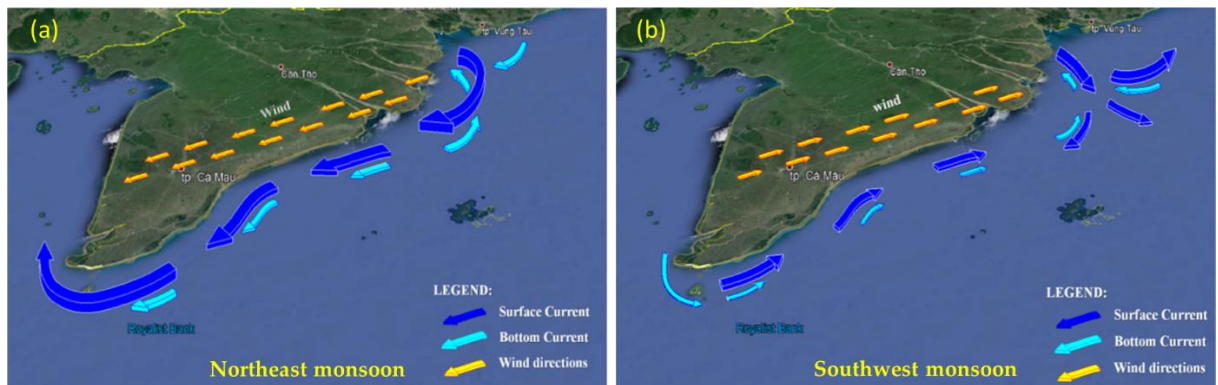 (a)
tp. Vũng Tàu
Cần Thơ
Wind
tp. Cà Mau
LEGEND:
Surface Current
Bottom Current
Royalist Bank
Wind directions
Northeast monsoon
(b)
tp. Vũng Tàu
Cần Thơ
wind
tp. Cà Mau
LEGEND:
Surface Current
Bottom Current
Royalist Bank
Wind directions
Southwest monsoon